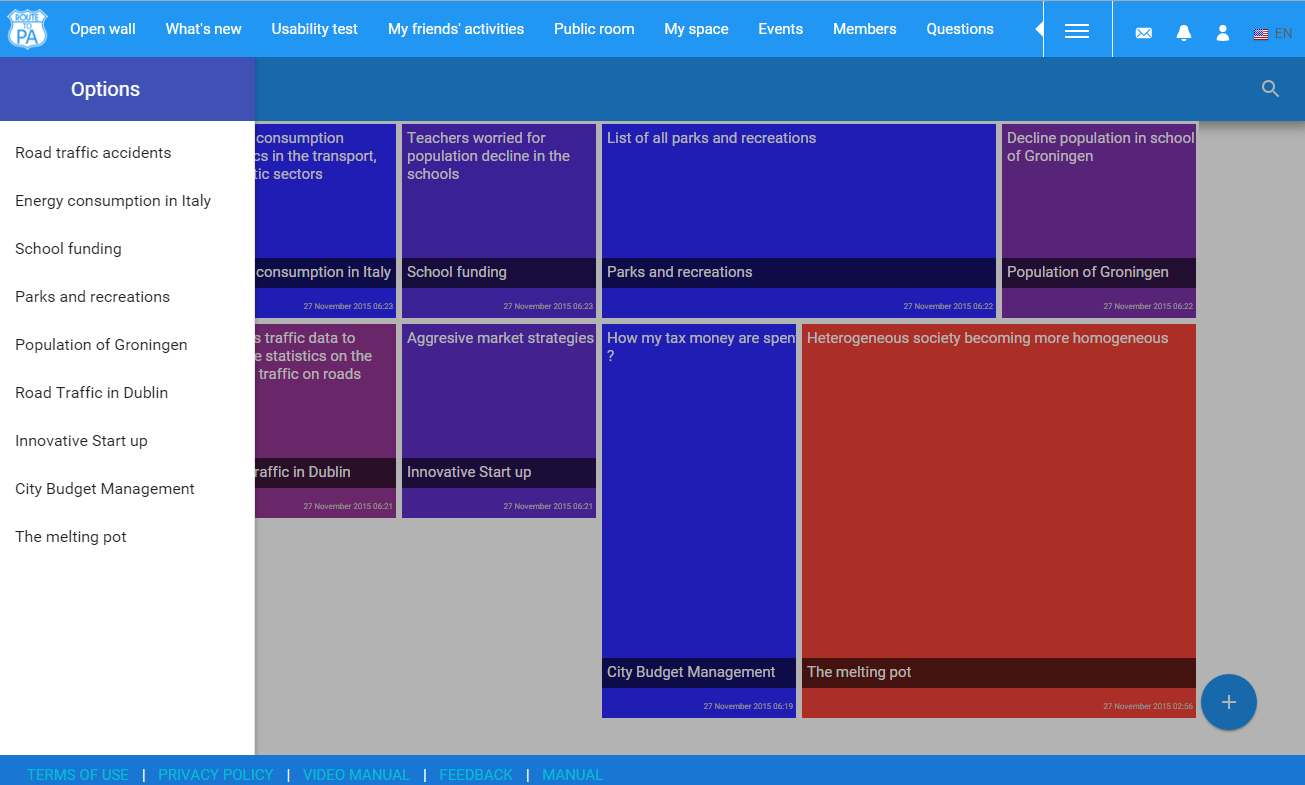 ROUTE
TO
PA
Open wall
What's new
Usability test
My friends' activities
Public room
My space
Events
Members
Questions
EN
Options
Road traffic accidents
Energy consumption in Italy
School funding
Parks and recreations
Population of Groningen
Road Traffic in Dublin
Innovative Start up
City Budget Management
The melting pot
consumption
cs in the transport,
tic sectors
consumption in Italy
27 November 2015 06:23
Teachers worried for
population decline in the
schools
School funding
27 November 2015 06:23
List of all parks and recreations
Parks and recreations
27 November 2015 06:22
Decline population in school
of Groningen
Population of Groningen
27 November 2015 06:22
s traffic data to
e statistics on the
traffic on roads
raffic in Dublin
27 November 2015 06:21
Aggresive market strategies
Innovative Start up
27 November 2015 06:21
How my tax money are spen
?
City Budget Management
27 November 2015 06:19
Heterogeneous society becoming more homogeneous
The melting pot
27 November 2015 02:56
TERMS OF USE | PRIVACY POLICY | VIDEO MANUAL | FEEDBACK | MANUAL